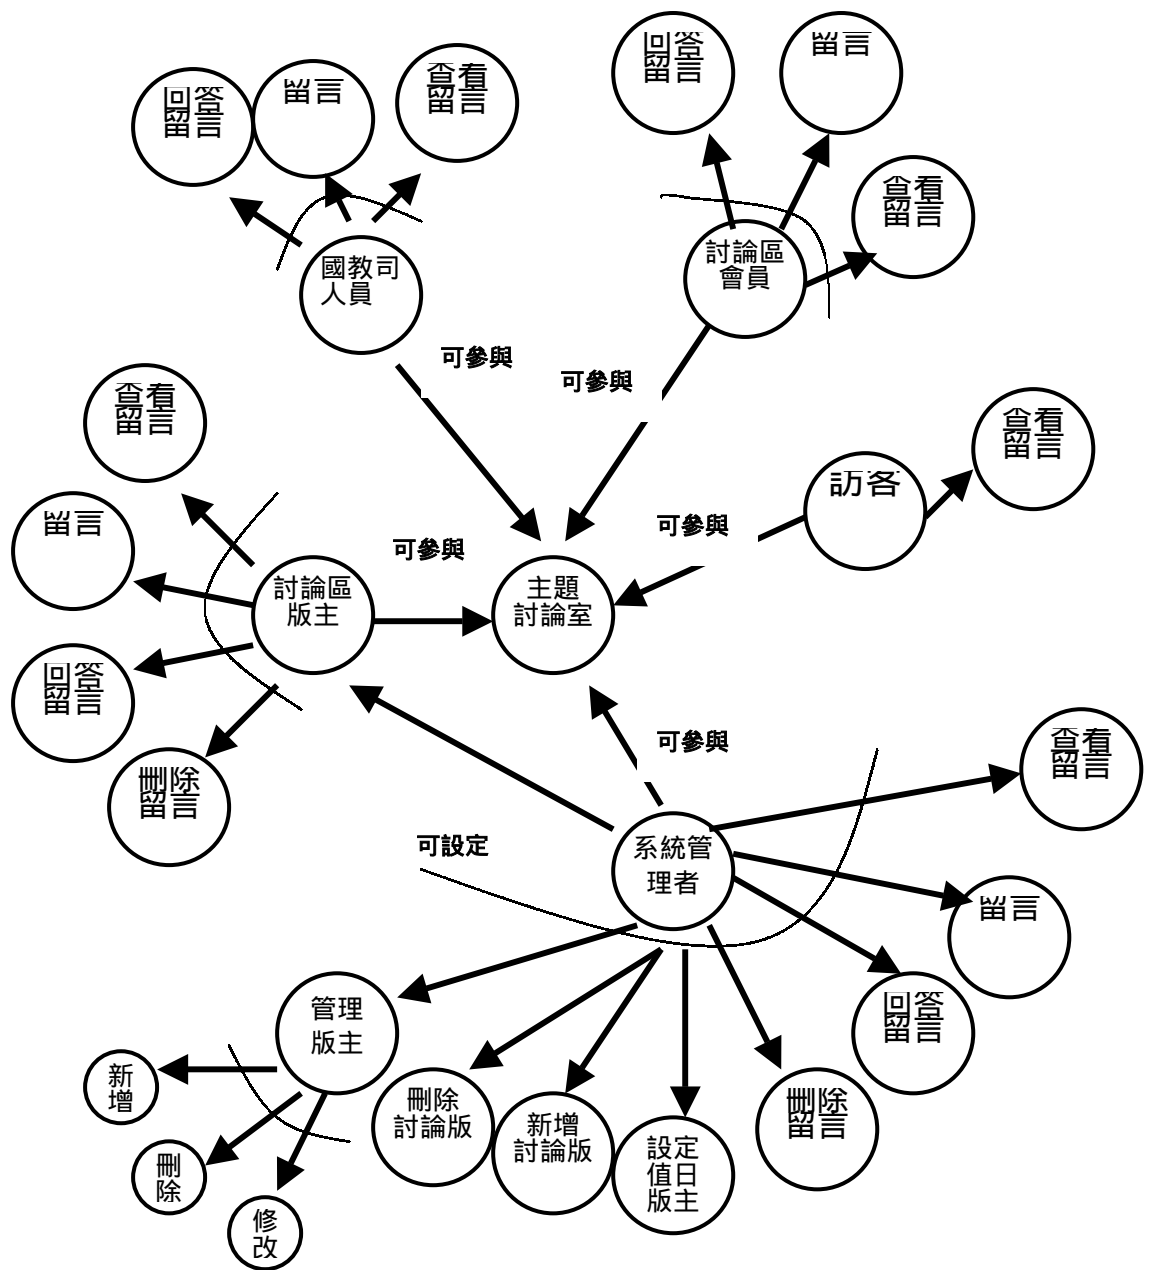 回答
留言
留言
回答
留言
留言
查看
留言
查看
留言
國教司
人員
討論區
會員
可參與
可參與
查看
留言
查看
留言
訪客
留言
可參與
可參與
討論區
版主
主題
討論室
回答
留言
可參與
查看
留言
刪除
留言
可設定
系統管
理者
留言
回答
留言
管理
版主
新
增
刪除
討論版
新增
討論版
設定
值日
版主
刪除
留言
刪
除
修
改